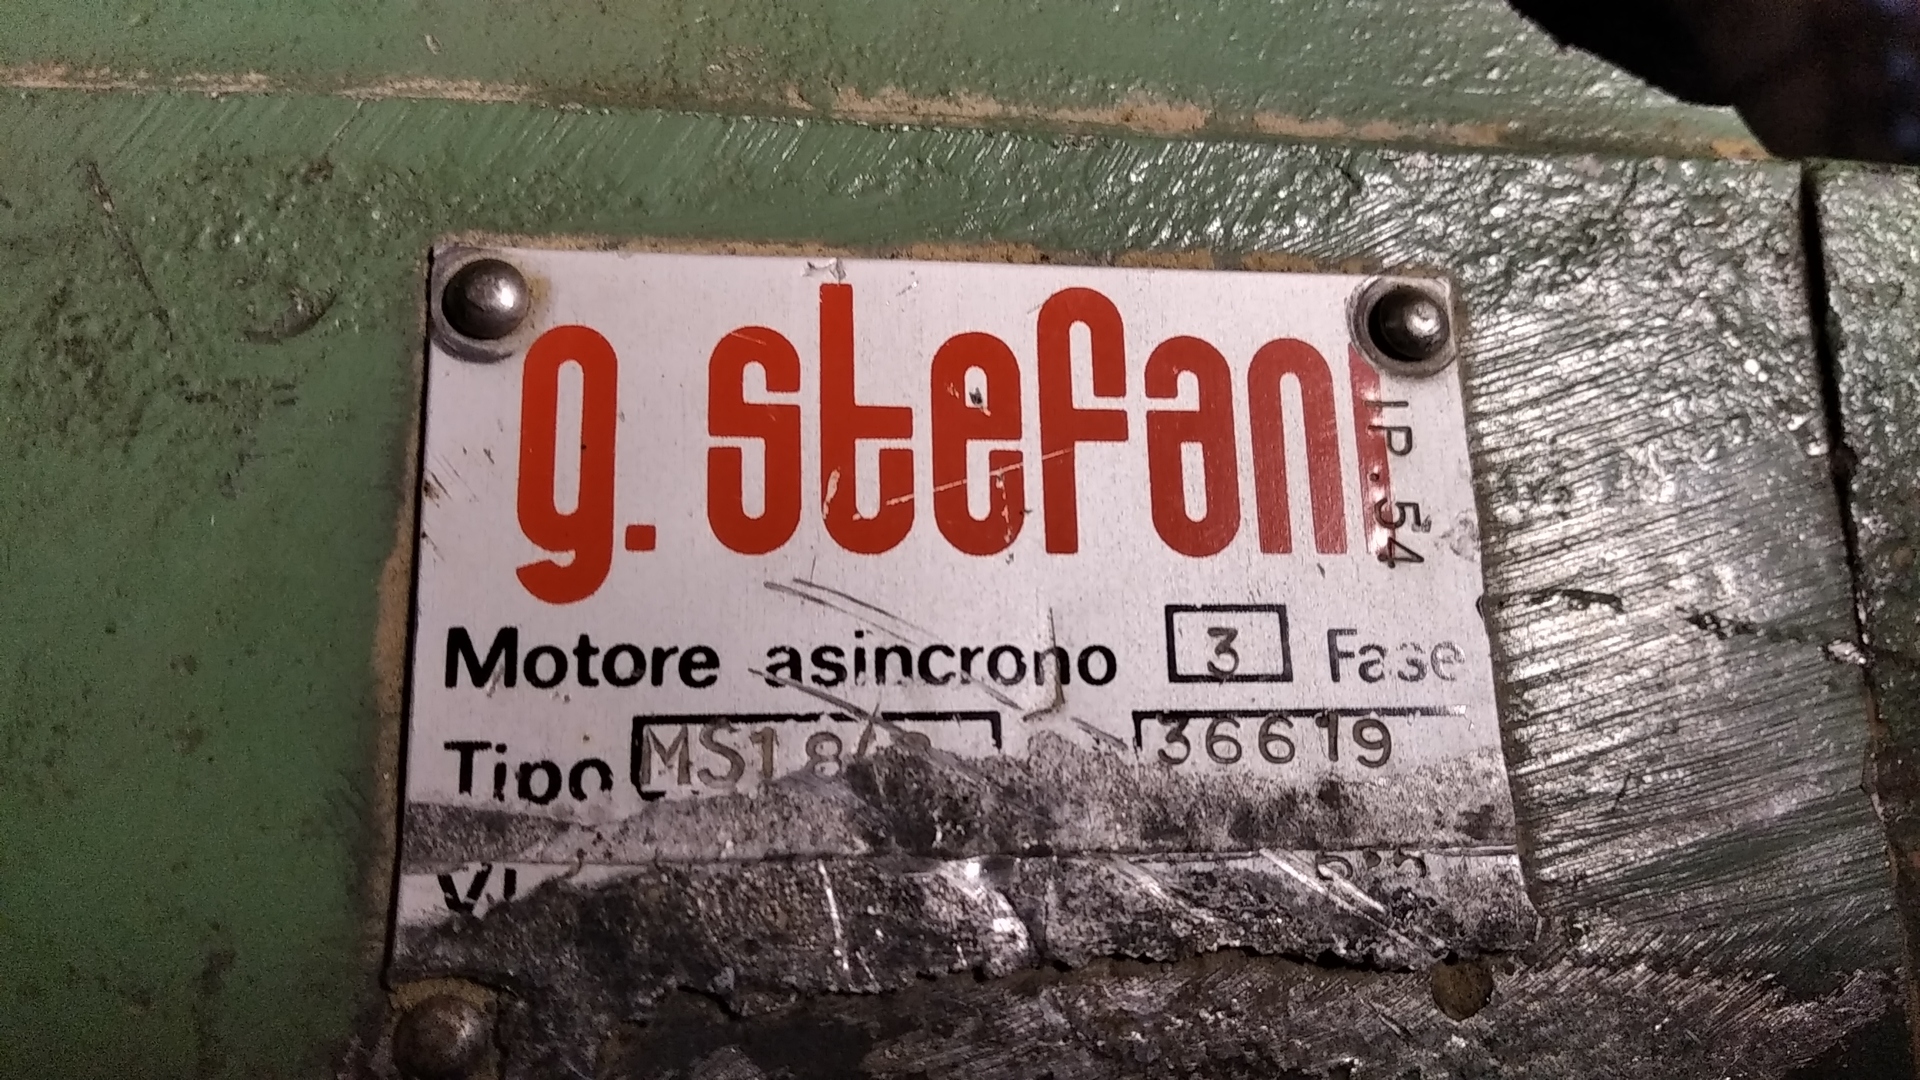 g. stefani
IP.54
Motore asincrono 3 Fase
Tipo 36619